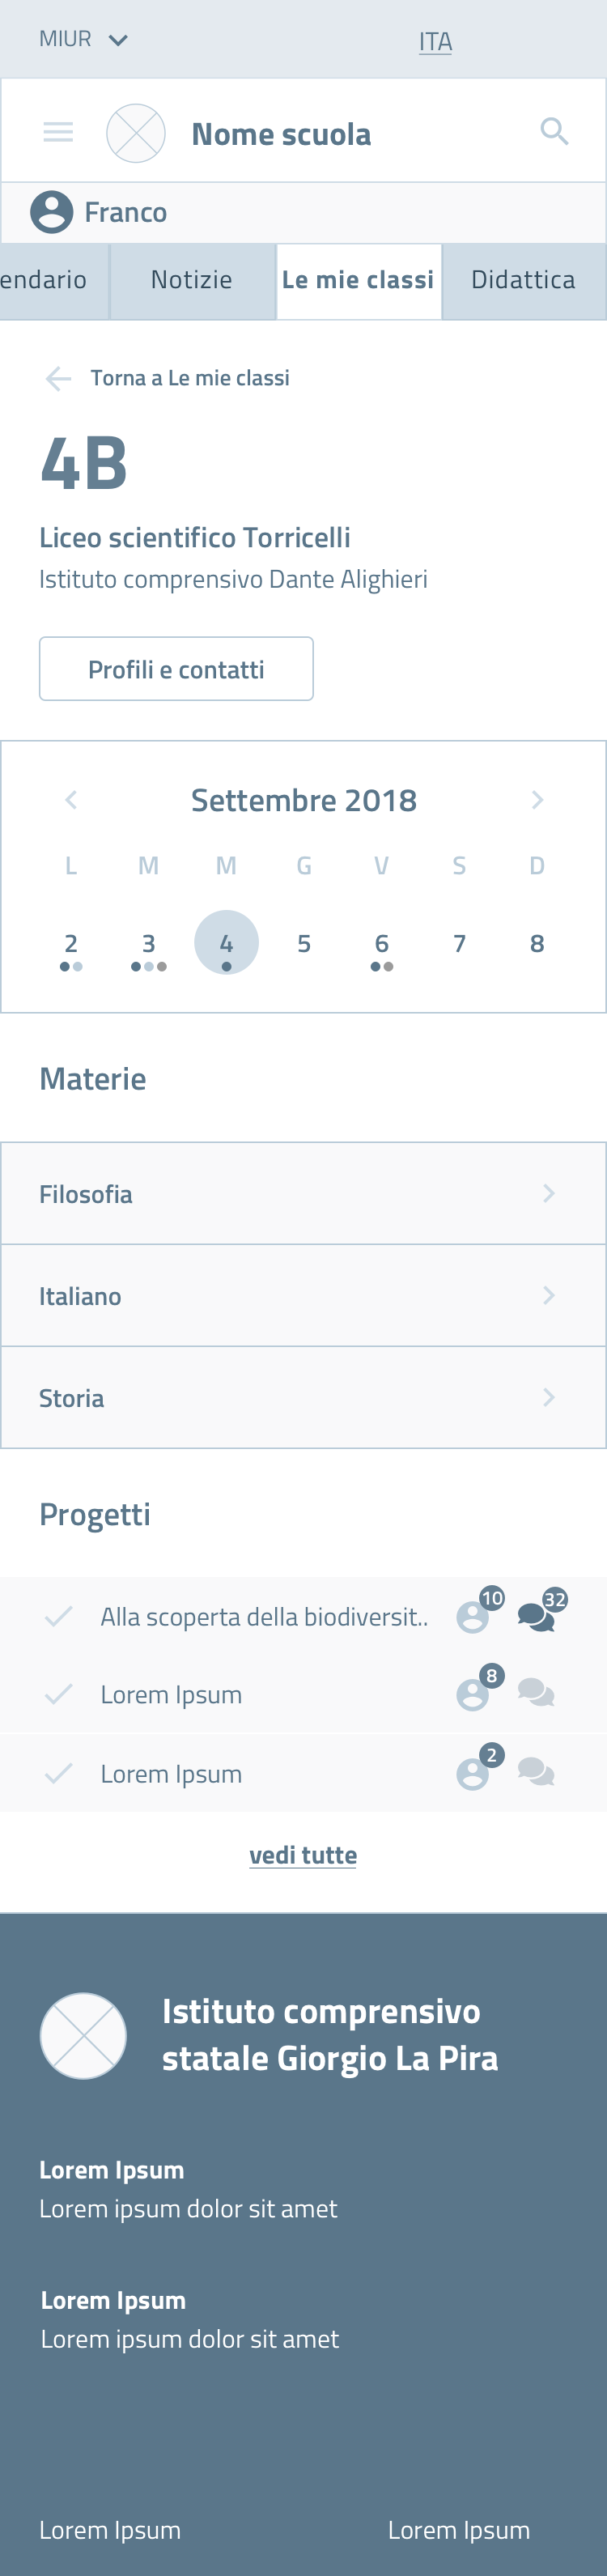 MIUR
ITA
Nome scuola
Franco
endario Notizie Le mie classi Didattica
Torna a Le mie classi
4B
Liceo scientifico Torricelli
Istituto comprensivo Dante Alighieri
Profili e contatti
Settembre 2018
L M M G V S D
2 3 4 5 6 7 8
Materie
Filosofia
Italiano
Storia
Progetti
Alla scoperta della biodiversit.. 10 32
Lorem Ipsum 8
Lorem Ipsum 2
vedi tutte
Istituto comprensivo
statale Giorgio La Pira
Lorem Ipsum
Lorem ipsum dolor sit amet
Lorem Ipsum
Lorem ipsum dolor sit amet
Lorem Ipsum Lorem Ipsum